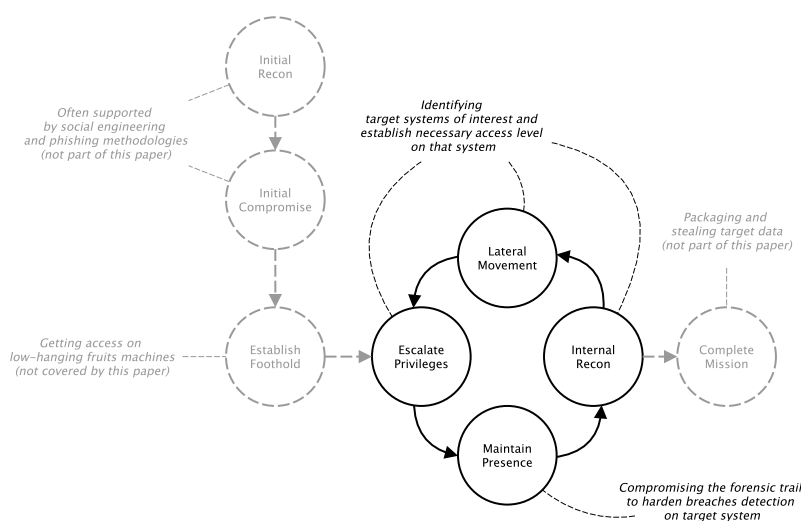 Initial
Recon
Often supported
by social engineering
and phishing methodologies
(not part of this paper)
Initial
Compromise
Identifying
target systems of interest and
establish necessary access level
on that system
Lateral
Movement
Packaging and
stealing target data
(not part of this paper)
Getting access on
low-hanging fruits machines
(not covered by this paper)
Establish
Foothold
Escalate
Privileges
Internal
Recon
Complete
Mission
Maintain
Presence
Compromising the forensic trail
to harden breaches detection
on target system